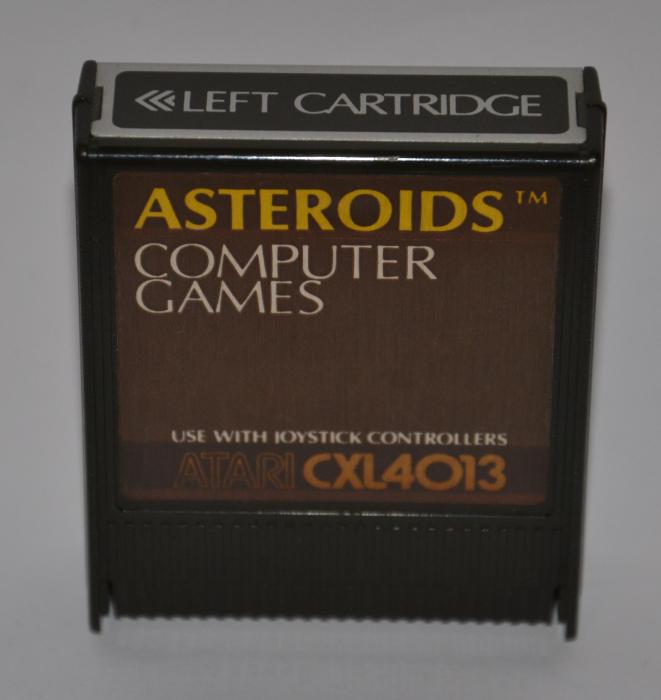 LEFT CARTRIDGE
ASTEROIDS™
COMPUTER
GAMES
USE WITH JOYSTICK CONTROLLERS
ATARI CXL4013